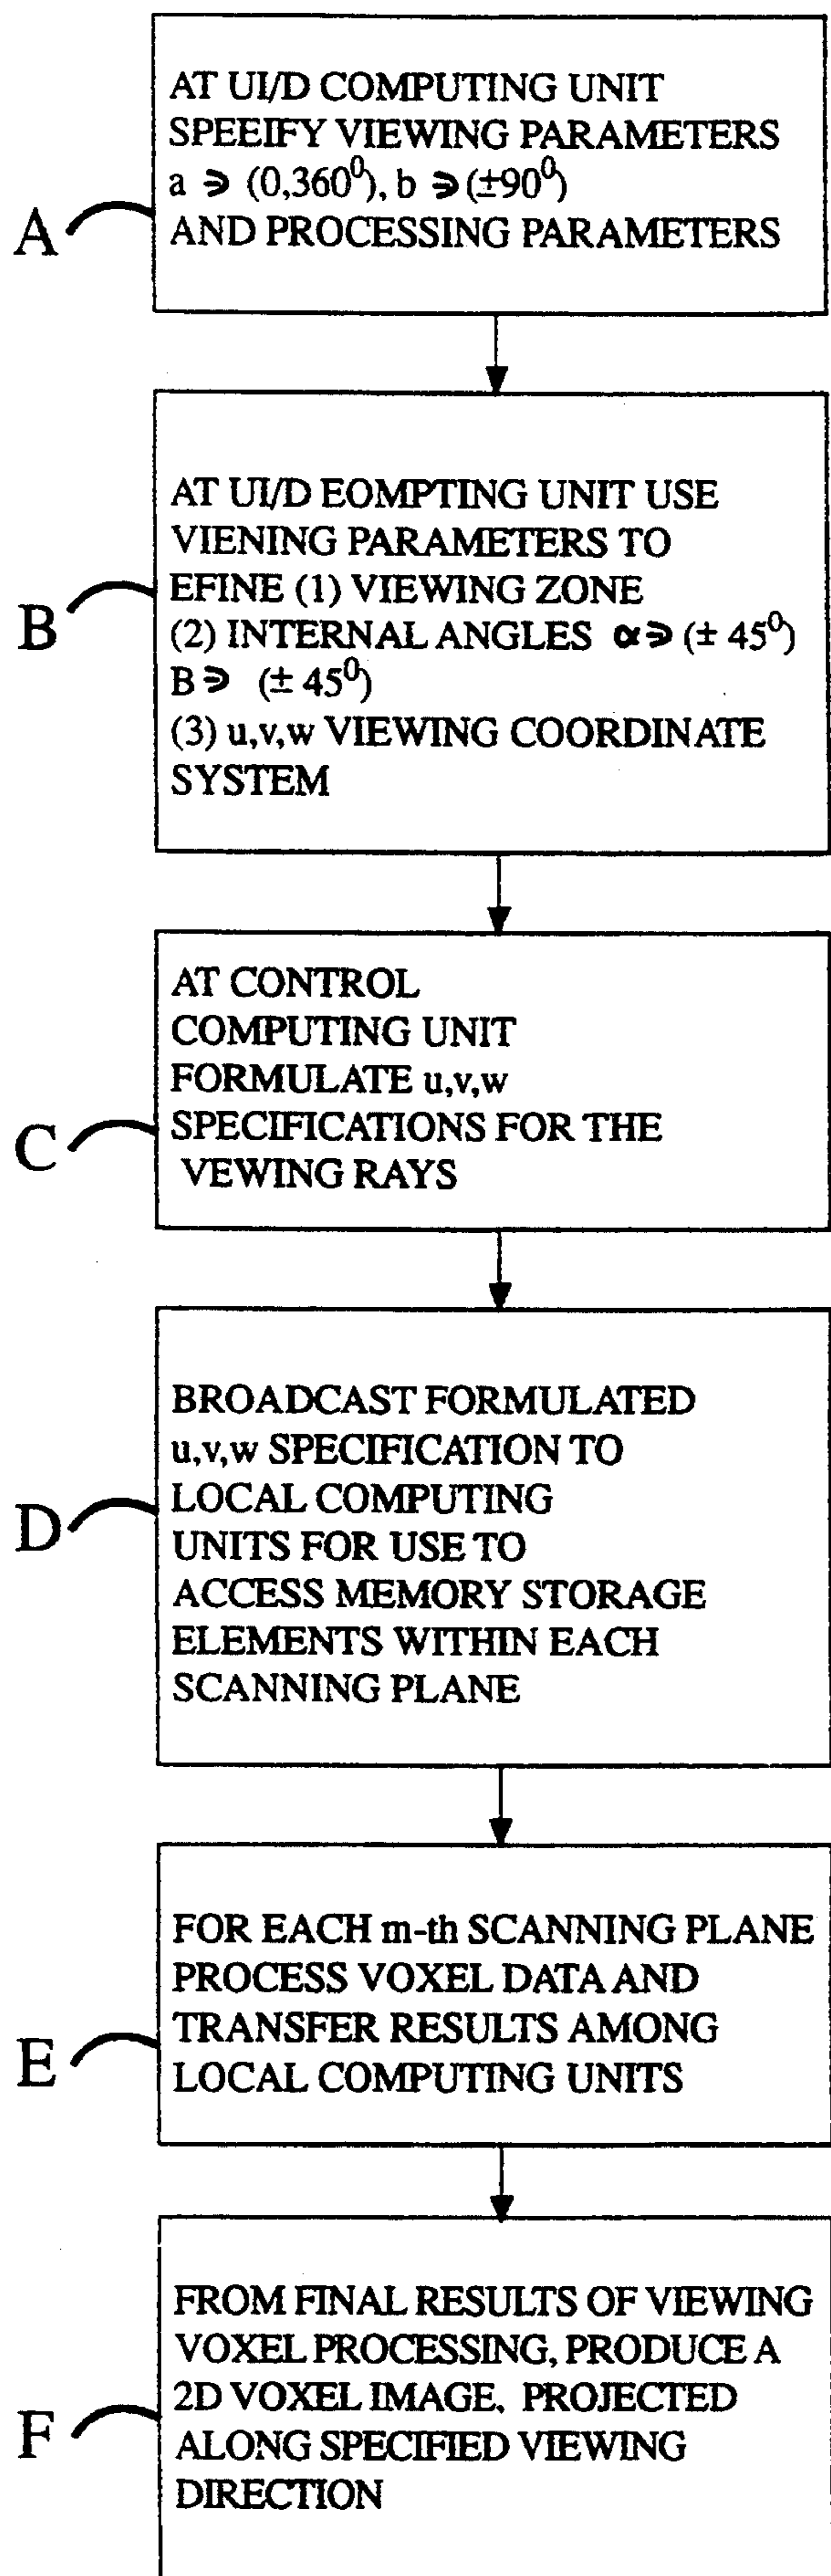 AT UI/D COMPUTING UNIT
SPEEIFY VIEWING PARAMETERS
a ∋ (0,360⁰), b ∋ (±90⁰)
AND PROCESSING PARAMETERS
A
AT UI/D EOMPTING UNIT USE
VIENING PARAMETERS TO
EFINE (1) VIEWING ZONE
(2) INTERNAL ANGLES α ∋ (± 45⁰)
B ∋ (± 45⁰)
(3) u,v,w VIEWING COORDINATE
SYSTEM
B
AT CONTROL
COMPUTING UNIT
FORMULATE u,v,w
SPECIFICATIONS FOR THE
VEWING RAYS
C
BROADCAST FORMULATED
u,v,w SPECIFICATION TO
LOCAL COMPUTING
UNITS FOR USE TO
ACCESS MEMORY STORAGE
ELEMENTS WITHIN EACH
SCANNING PLANE
D
FOR EACH m-th SCANNING PLANE
PROCESS VOXEL DATA AND
TRANSFER RESULTS AMONG
LOCAL COMPUTING UNITS
E
FROM FINAL RESULTS OF VIEWING
VOXEL PROCESSING, PRODUCE A
2D VOXEL IMAGE, PROJECTED
ALONG SPECIFIED VIEWING
DIRECTION
F